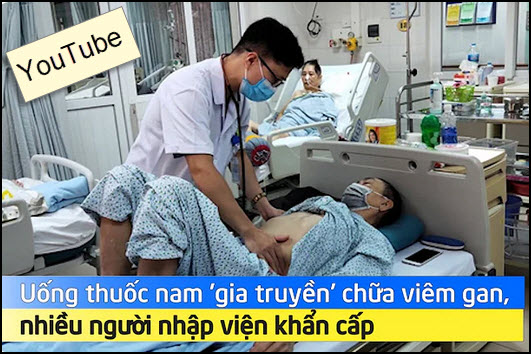 YouTube
Uống thuốc nam 'gia truyền' chữa viêm gan,
nhiều người nhập viện khẩn cấp